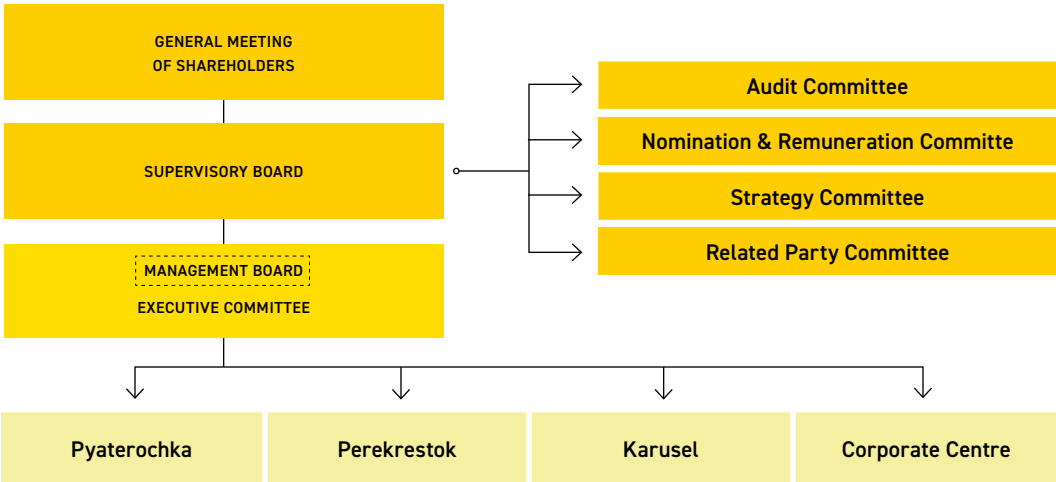 GENERAL MEETING
OF SHAREHOLDERS
SUPERVISORY BOARD
MANAGEMENT BOARD
EXECUTIVE COMMITTEE
Audit Committee
Nomination & Remuneration Committe
Strategy Committee
Related Party Committee
Pyaterochka
Perekrestok
Karusel
Corporate Centre